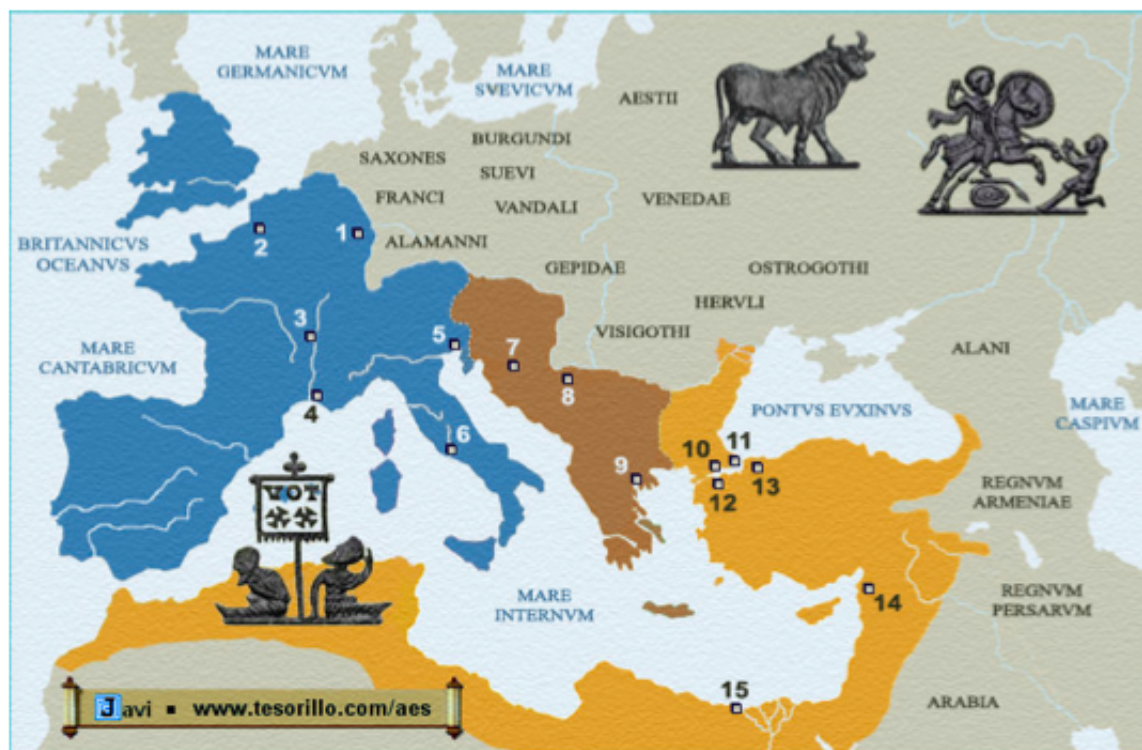 MARE
GERMANICVM
MARE
SVEVICVM
AESTII
BURGUNDI
SAXONES
SUEVI
FRANCI
VANDALI
VENEDAE
1
2
BRITANNICVS
OCEANVS
ALAMANNI
GEPIDAE
OSTROGOTHI
HERVLI
3
5
VISIGOTHI
MARE
CANTABRICVM
7
ALANI
8
4
PONTVS EVXINVS
MARE
CASPIVM
6
10
11
9
12
13
REGNVM
ARMENIAE
VOT
XX
14
MARE
INTERNVM
REGNVM
PERSARVM
15
ARABIA
Javi ▪ www.tesorillo.com/aes